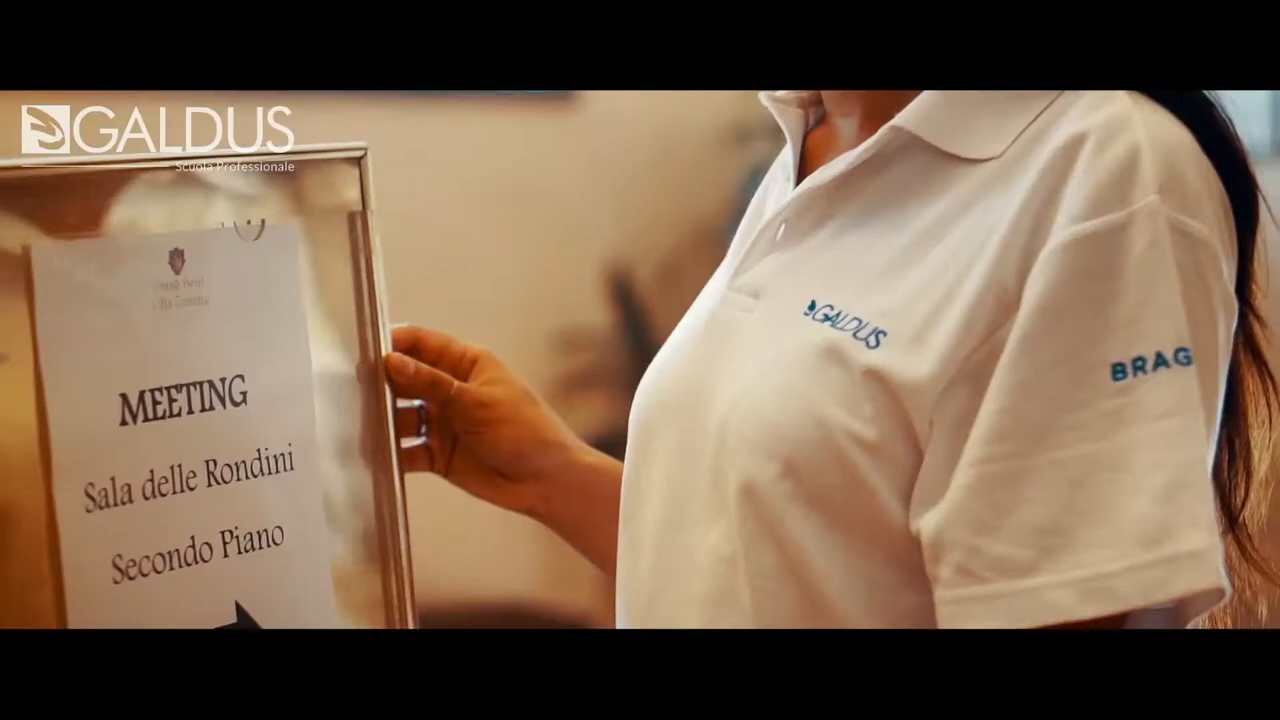 GALDUS
Scuola Professionale
MEETING
Sala delle Rondini
Secondo Piano
GALDUS
BRAG